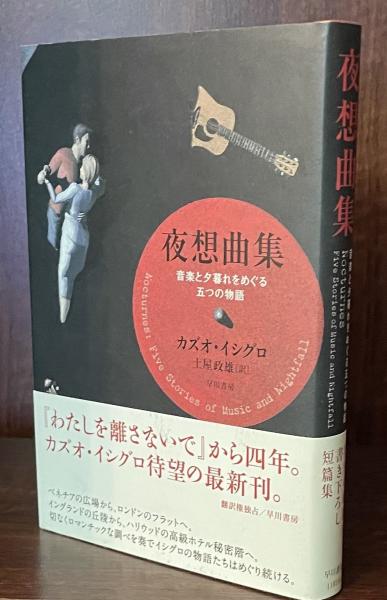 夜想曲集
音楽と夕暮れをめぐる
五つの物語
カズオ・イシグロ
土屋政雄[訳]
早川書房
Nocturnes: Five Stories of Music and Nightfall
『わたしを離さないで』から四年。
カズオ・イシグロ待望の最新刊。
翻訳権独占/早川書房
ベネチアの広場から、ロンドンのフラットへ。
イングランドの丘陵から、ハリウッドの高級ホテル秘密階へ。
切なくロマンチックな調べを奏でイシグロの物語たちはめぐり続ける。
夜想曲集
Nocturnes
Five Stories of Music and Nightfall
書き下ろし
短篇集